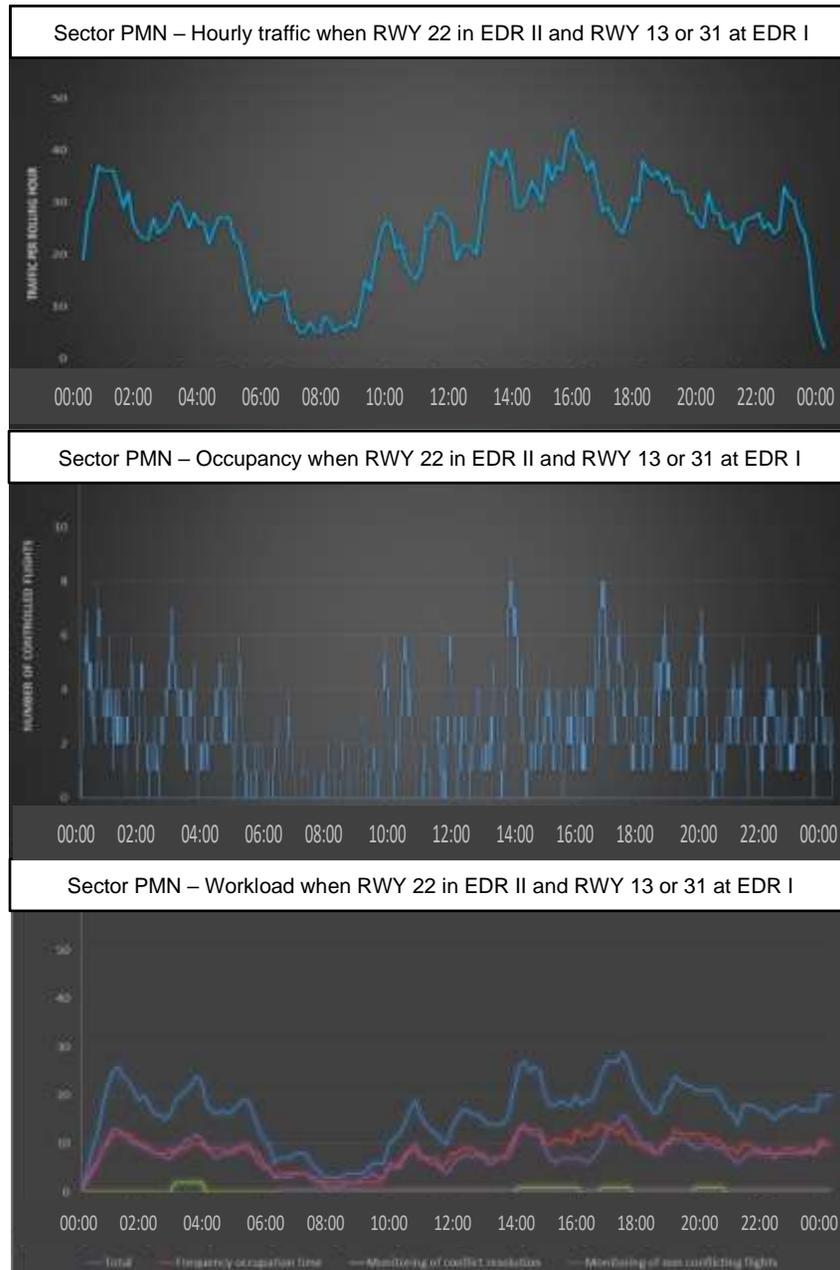 Sector PMN – Hourly traffic when RWY 22 in EDR II and RWY 13 or 31 at EDR I
50
40
30
20
10
0
TRAFFIC PER ROLLING HOUR
00:00 02:00 04:00 06:00 08:00 10:00 12:00 14:00 16:00 18:00 20:00 22:00 00:00
Sector PMN – Occupancy when RWY 22 in EDR II and RWY 13 or 31 at EDR I
10
8
6
4
2
0
NUMBER OF CONTROLLED FLIGHTS
00:00 02:00 04:00 06:00 08:00 10:00 12:00 14:00 16:00 18:00 20:00 22:00 00:00
Sector PMN – Workload when RWY 22 in EDR II and RWY 13 or 31 at EDR I
50
40
30
20
10
0
00:00 02:00 04:00 06:00 08:00 10:00 12:00 14:00 16:00 18:00 20:00 22:00 00:00
Total Frequency occupation time Monitoring of conflict resolution Monitoring of non conflicting flights